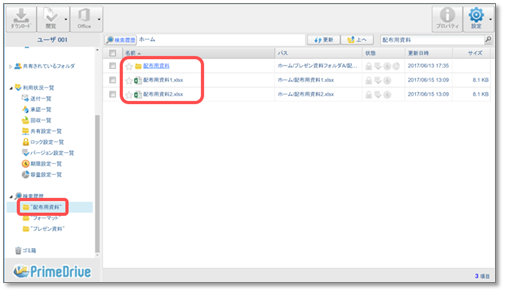 ダウンロード 閲覧 Office プロパティ 設定
ユーザ 001
検索履歴 ホーム 更新 上へ 配布用資料
名前 パス 状態 更新日時 サイズ
配布用資料 ホーム/プレゼン資料フォルダ&/配... 2017/06/13 17:35
配布用資料1.xlsx ホーム/配布用資料1.xlsx 2017/06/15 13:09 8.1 KB
配布用資料2.xlsx ホーム/配布用資料2.xlsx 2017/06/15 13:09 8.1 KB
共有されているフォルダ
利用状況一覧
送付一覧
承認一覧
回収一覧
共有設定一覧
ロック設定一覧
バージョン設定一覧
期限設定一覧
容量設定一覧
検索履歴
"配布用資料"
"フォーマット"
"プレゼン資料"
ゴミ箱
PrimeDrive
3 項目